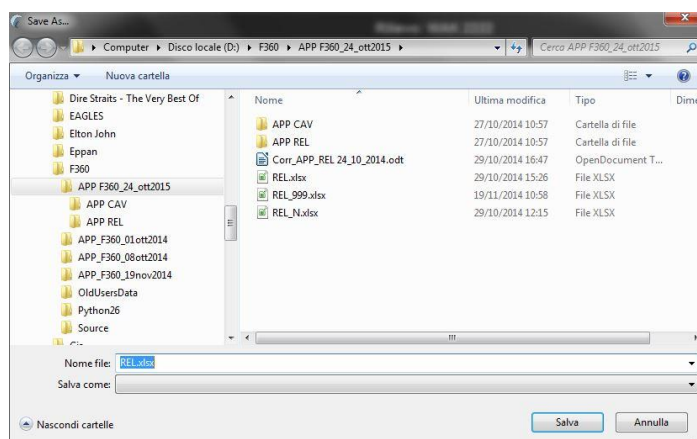 Save As...
Computer Disco locale (D:) F360 APP F360_24_ott2015
Cerca APP F360_24_ott2015
Organizza Nuova cartella
Dire Straits - The Very Best Of
EAGLES
Elton John
Eppan
F360
APP F360_24_ott2015
APP CAV
APP REL
APP_F360_01ott2014
APP_F360_08ott2014
APP_F360_19nov2014
OldUsersData
Python26
Source
Nome Ultima modifica Tipo Dime
APP CAV 27/10/2014 10:57 Cartella di file
APP REL 27/10/2014 10:57 Cartella di file
Corr_APP_REL 24_10_2014.odt 29/10/2014 16:47 OpenDocument T...
REL.xlsx 29/10/2014 15:26 File XLSX
REL_999.xlsx 19/11/2014 10:58 File XLSX
REL_N.xlsx 29/10/2014 12:15 File XLSX
Nome file: REL.xlsx
Salva come:
Nascondi cartelle
Salva Annulla